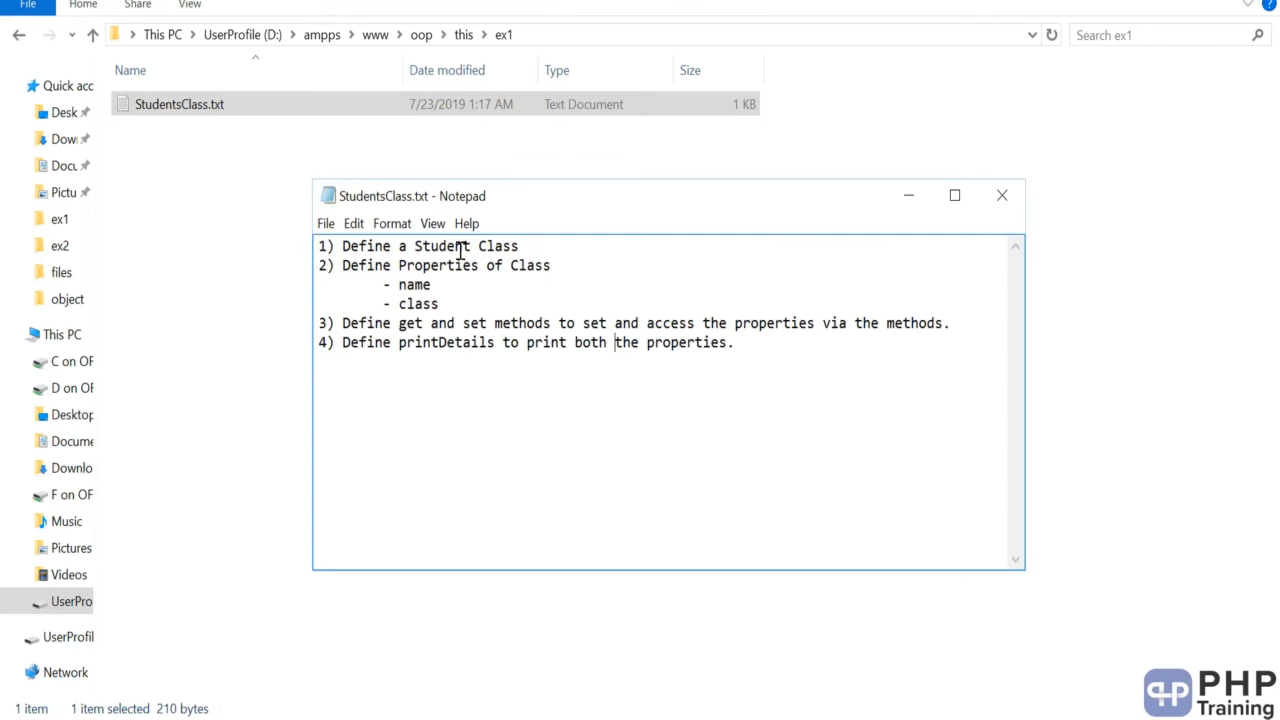 File Home Share View
This PC UserProfile (D:) ampps www oop this ex1
Search ex1
Name Date modified Type Size
StudentsClass.txt 7/23/2019 1:17 AM Text Document 1 KB
Quick acc
Desk
Dow
Docu
Pictu
ex1
ex2
files
object
This PC
C on OF
D on OF
Desktop
Docume
Downlo
F on OF
Music
Pictures
Videos
UserPro
UserProfil
Network
StudentsClass.txt - Notepad
File Edit Format View Help
1) Define a Student Class
2) Define Properties of Class
- name
- class
3) Define get and set methods to set and access the properties via the methods.
4) Define printDetails to print both the properties.
1 item 1 item selected 210 bytes
php PHP
Training